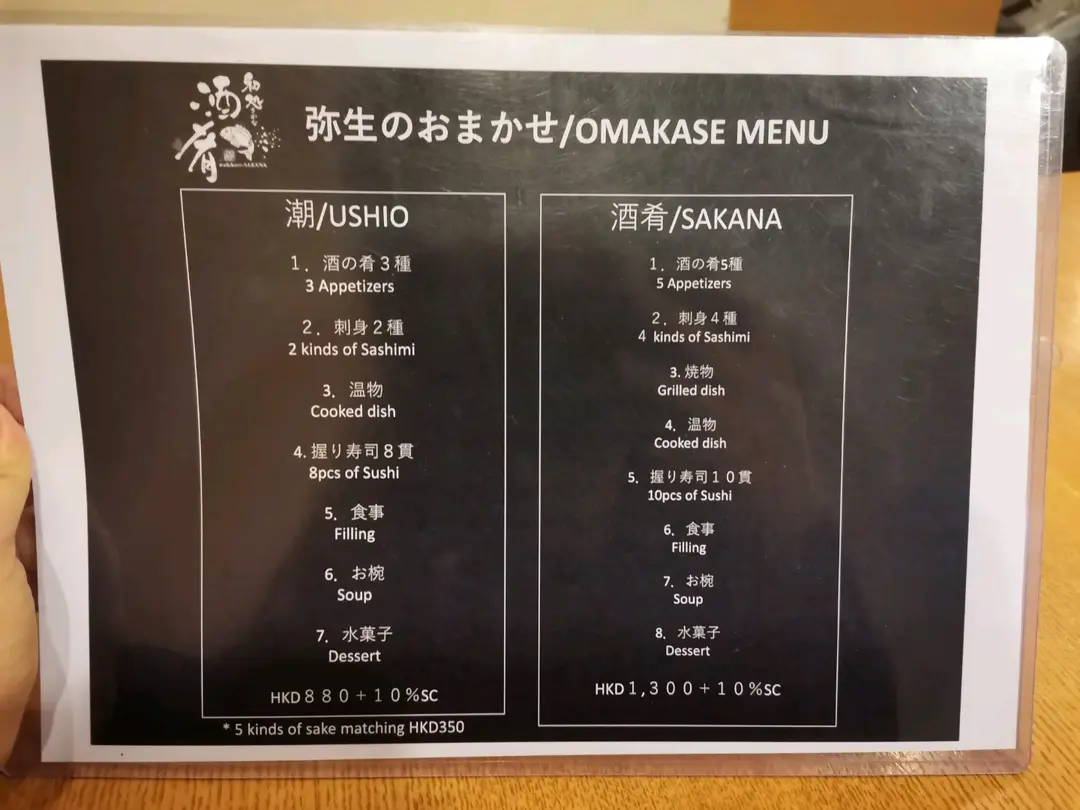 酒肴
弥生のおまかせ/OMAKASE MENU
潮/USHIO
1. 酒の肴3種
3 Appetizers
2. 刺身2種
2 kinds of Sashimi
3. 温物
Cooked dish
4. 握り寿司8貫
8pcs of Sushi
5. 食事
Filling
6. お椀
Soup
7. 水菓子
Dessert
HKD880+10%SC
* 5 kinds of sake matching HKD350
酒肴/SAKANA
1. 酒の肴5種
5 Appetizers
2. 刺身4種
4 kinds of Sashimi
3. 焼物
Grilled dish
4. 温物
Cooked dish
5. 握り寿司10貫
10pcs of Sushi
6. 食事
Filling
7. お椀
Soup
8. 水菓子
Dessert
HKD1,300+10%SC